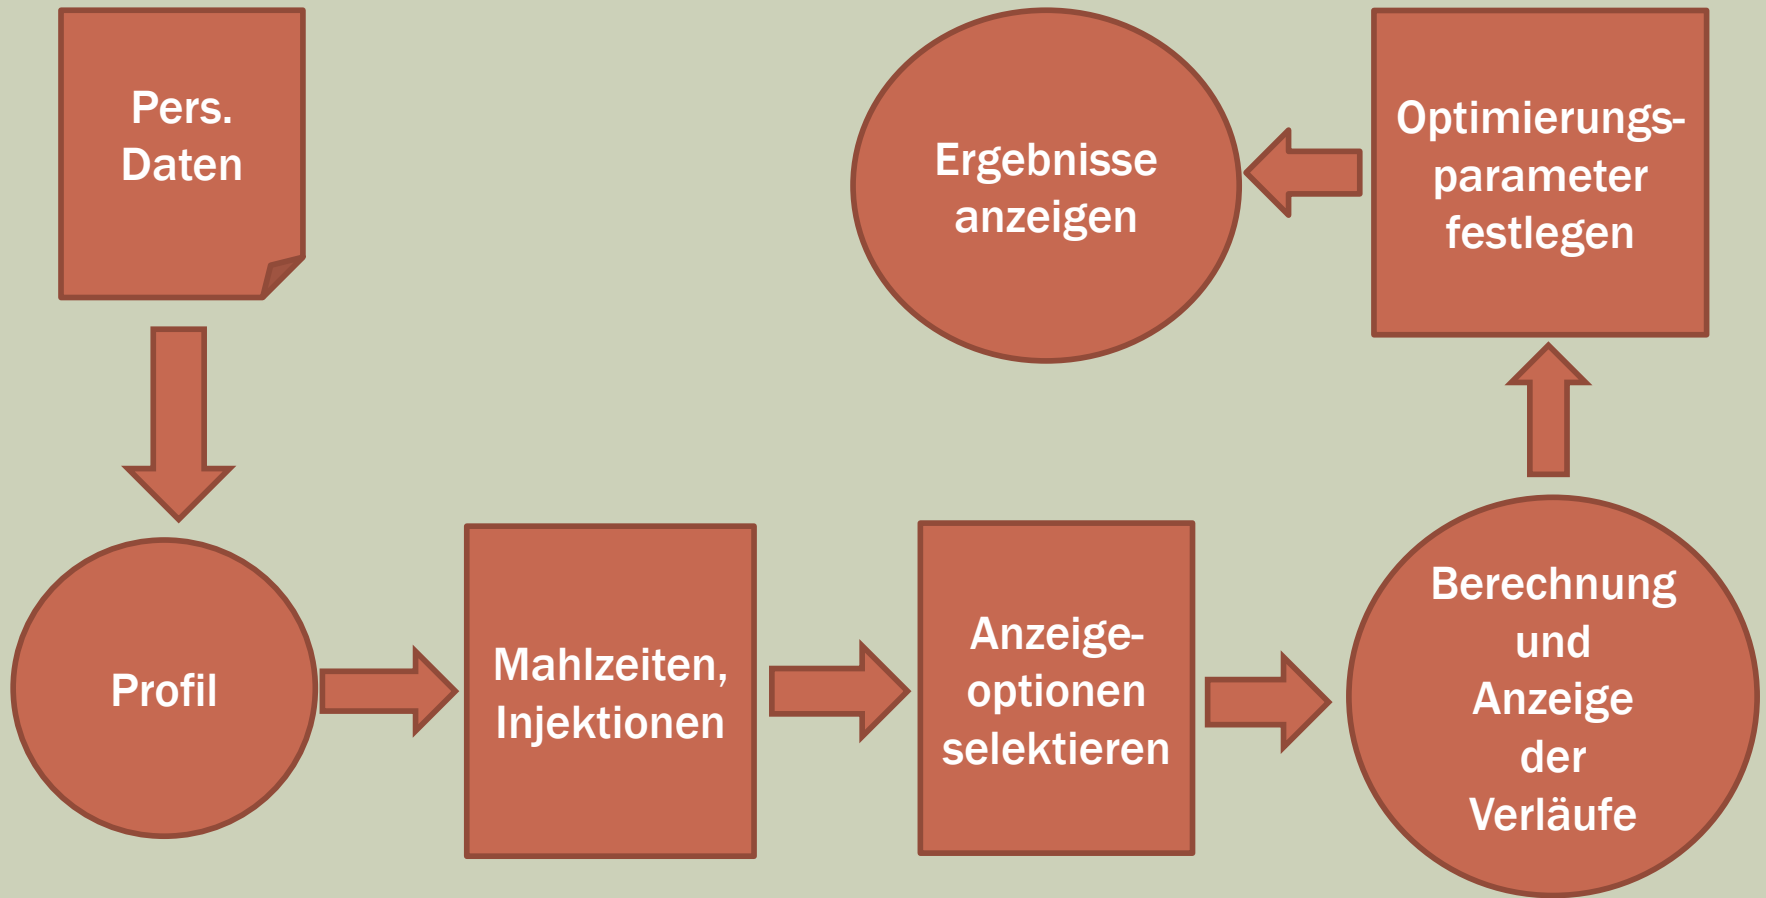 Pers.
Daten
Profil
Mahlzeiten,
Injektionen
Anzeige-
optionen
selektieren
Berechnung
und
Anzeige
der
Verläufe
Optimierungs-
parameter
festlegen
Ergebnisse
anzeigen